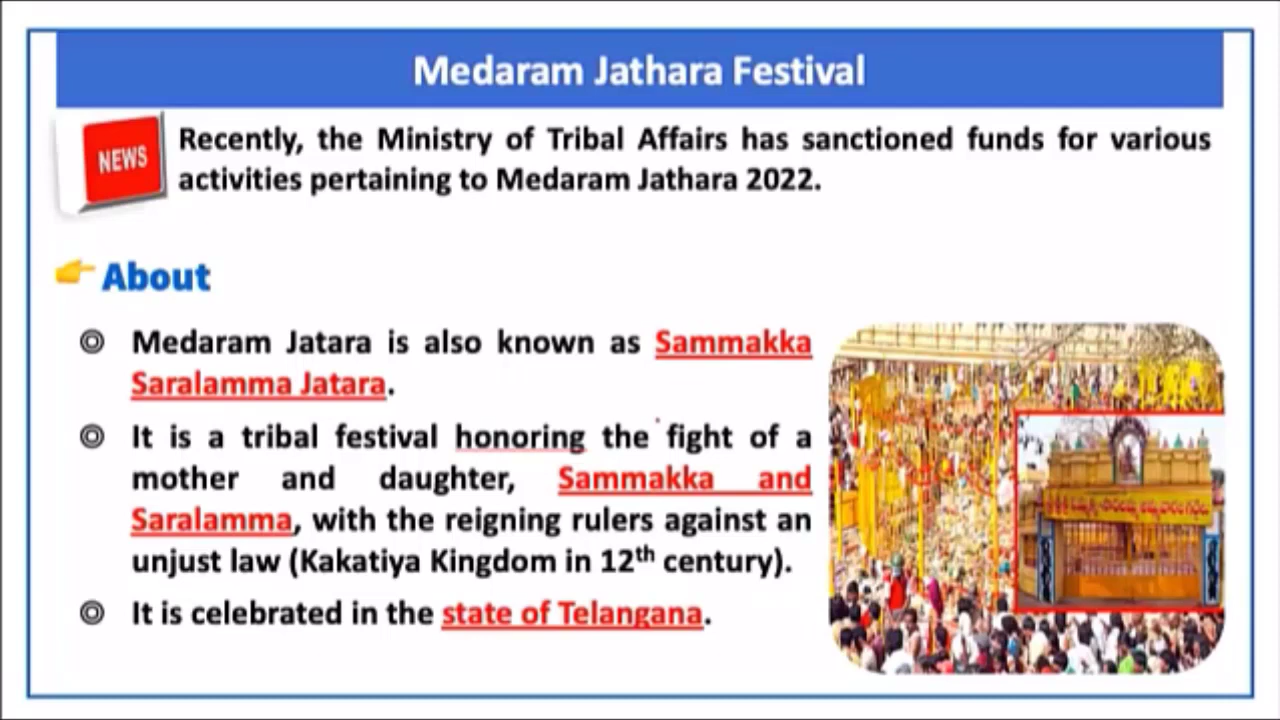 Medaram Jathara Festival
NEWS
Recently, the Ministry of Tribal Affairs has sanctioned funds for various
activities pertaining to Medaram Jathara 2022.
About
Medaram Jatara is also known as Sammakka
Saralamma Jatara.
It is a tribal festival honoring the fight of a
mother and daughter, Sammakka and
Saralamma, with the reigning rulers against an
unjust law (Kakatiya Kingdom in 12th century).
It is celebrated in the state of Telangana.